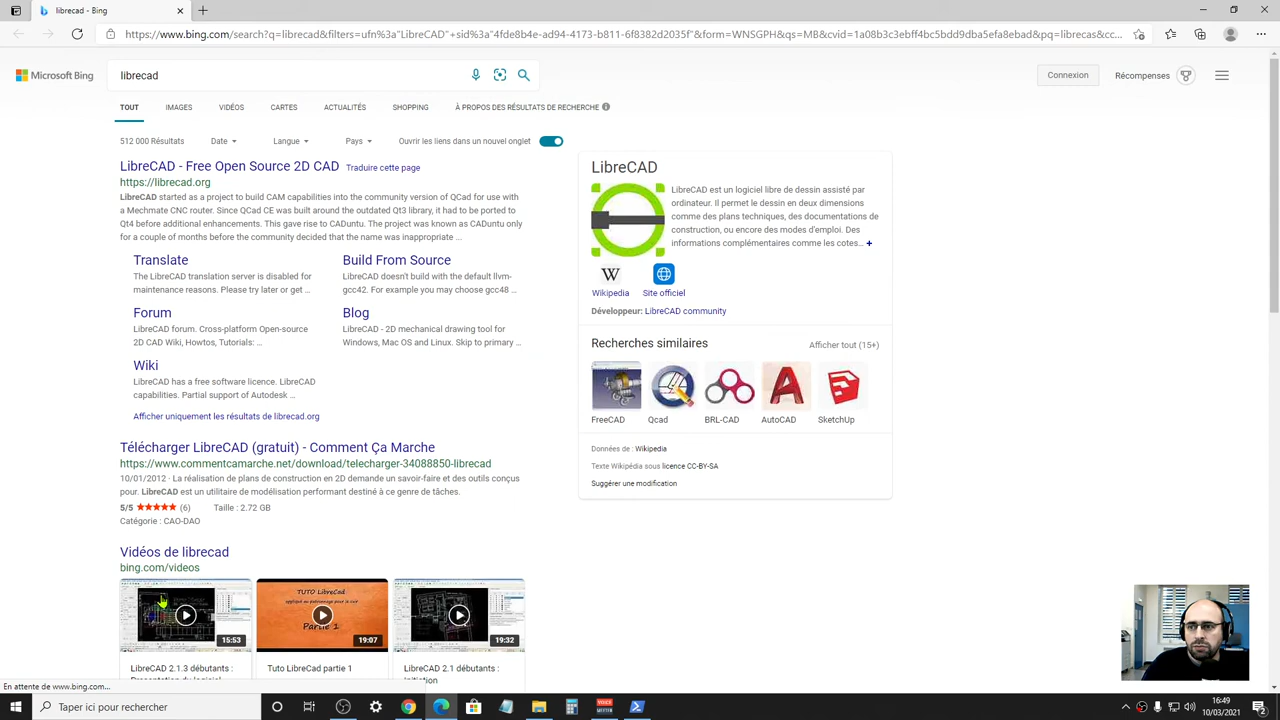 librecad - Bing
https://www.bing.com/search?q=librecad&filters=ufn%3a"LibreCAD"+sid%3a"4fde8b4e-ad94-4173-b811-6f8382d2035f"&form=WNSGPH&qs=MB&cvid=1a08b3c3ebff4bc5bdd9dba5efa8ebad&pq=librecas&cc...
Microsoft Bing
librecad
Connexion
Récompenses
TOUT IMAGES VIDÉOS CARTES ACTUALITÉS SHOPPING À PROPOS DES RÉSULTATS DE RECHERCHE
512 000 Résultats Date Langue Pays Ouvrir les liens dans un nouvel onglet
LibreCAD - Free Open Source 2D CAD Traduire cette page
https://librecad.org
LibreCAD started as a project to build CAM capabilities into the community version of QCad for use with
a Mechmate CNC router. Since QCad CE was built around the outdated Qt3 library, it had to be ported to
Qt4 before additional enhancements. This gave rise to CADuntu. The project was known as CADuntu only
for a couple of months before the community decided that the name was inappropriate ...
Translate
The LibreCAD translation server is disabled for
maintenance reasons. Please try later or get ...
Build From Source
LibreCAD doesn't build with the default llvm-
gcc42. For example you may choose gcc48 ...
Forum
LibreCAD forum. Cross-platform Open-source
2D CAD Wiki, Howtos, Tutorials: ...
Blog
LibreCAD - 2D mechanical drawing tool for
Windows, Mac OS and Linux. Skip to primary ...
Wiki
LibreCAD has a free software licence. LibreCAD
capabilities. Partial support of Autodesk ...
Afficher uniquement les résultats de librecad.org
Télécharger LibreCAD (gratuit) - Comment Ça Marche
https://www.commentcamarche.net/download/telecharger-34088850-librecad
10/01/2012 · La réalisation de plans de construction en 2D demande un savoir-faire et des outils conçus
pour. LibreCAD est un utilitaire de modélisation performant destiné à ce genre de tâches.
5/5 ★★★★★ (6) Taille : 2.72 GB
Catégorie : CAO-DAO
Vidéos de librecad
bing.com/videos
15:53
TUTO LibreCad
appliqué au patronnage pour le cuir
Partie 1
19:07
19:32
LibreCAD 2.1.3 débutants :
Presentation du logiciel
Tuto LibreCad partie 1
LibreCAD 2.1 débutants :
Initiation
LibreCAD
LibreCAD est un logiciel libre de dessin assisté par
ordinateur. Il permet le dessin en deux dimensions
comme des plans techniques, des documentations de
construction, ou encore des modes d'emploi. Des
informations complémentaires comme les cotes... +
W
Wikipedia Site officiel
Développeur: LibreCAD community
Recherches similaires Afficher tout (15+)
FreeCAD Qcad BRL-CAD AutoCAD SketchUp
Données de : Wikipedia
Texte Wikipédia sous licence CC-BY-SA
Suggérer une modification
En attente de www.bing.com...
Taper ici pour rechercher
VOICE
MEETER
16:49
10/03/2021
2